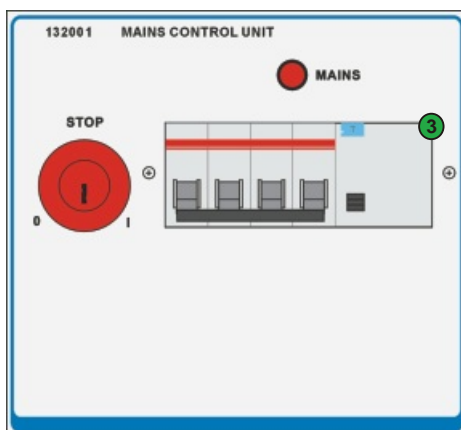 132001 MAINS CONTROL UNIT
MAINS
STOP
3
T
0 I